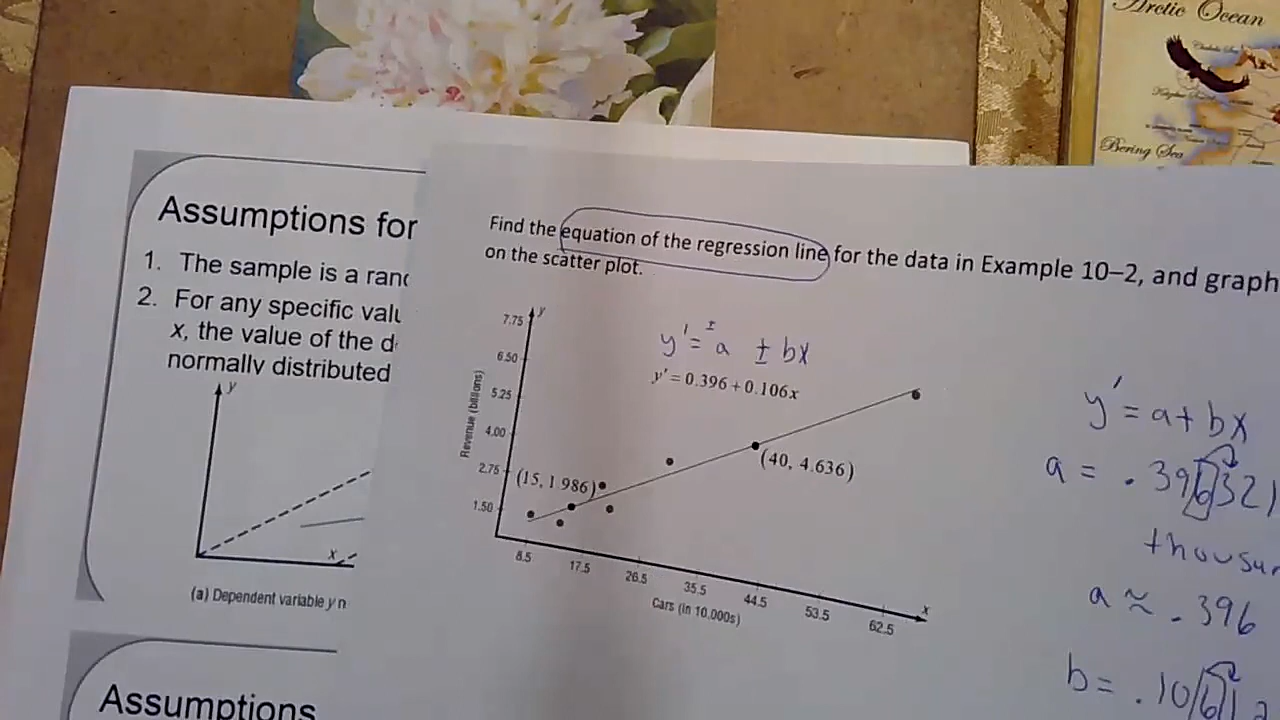 Arctic Ocean
Bering Sea
Assumptions for
1. The sample is a rand
2. For any specific valu
x, the value of the d
normally distributed
y
x
(a) Dependent variable y n
Assumptions
Find the equation of the regression line for the data in Example 10–2, and graph
on the scatter plot.
y
7.75
6.50
5.25
4.00
2.75
1.50
Revenue (billions)
y' = a ± bx
±
y' = 0.396 + 0.106x
(40, 4.636)
(15, 1.986)
8.5
17.5
26.5
35.5
44.5
53.5
62.5
x
Cars (in 10,000s)
y' = a + bx
a = .396321
a ≈ .396
b = .1061